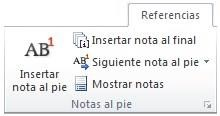 Referencias
AB1
Insertar
nota al pie
Insertar nota al final
AB1 Siguiente nota al pie
Mostrar notas
Notas al pie